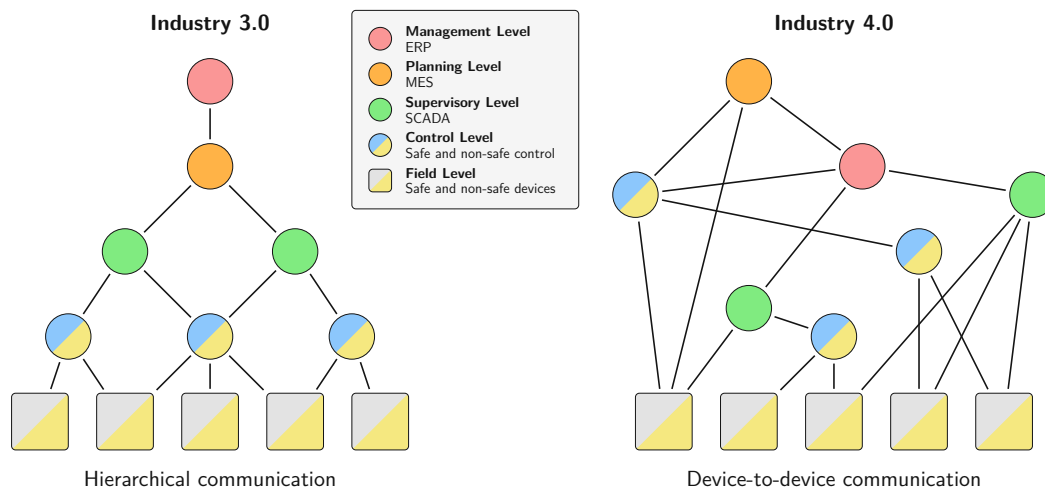 Industry 3.0
Management Level
ERP
Planning Level
MES
Supervisory Level
SCADA
Control Level
Safe and non-safe control
Field Level
Safe and non-safe devices
Industry 4.0
Hierarchical communication
Device-to-device communication